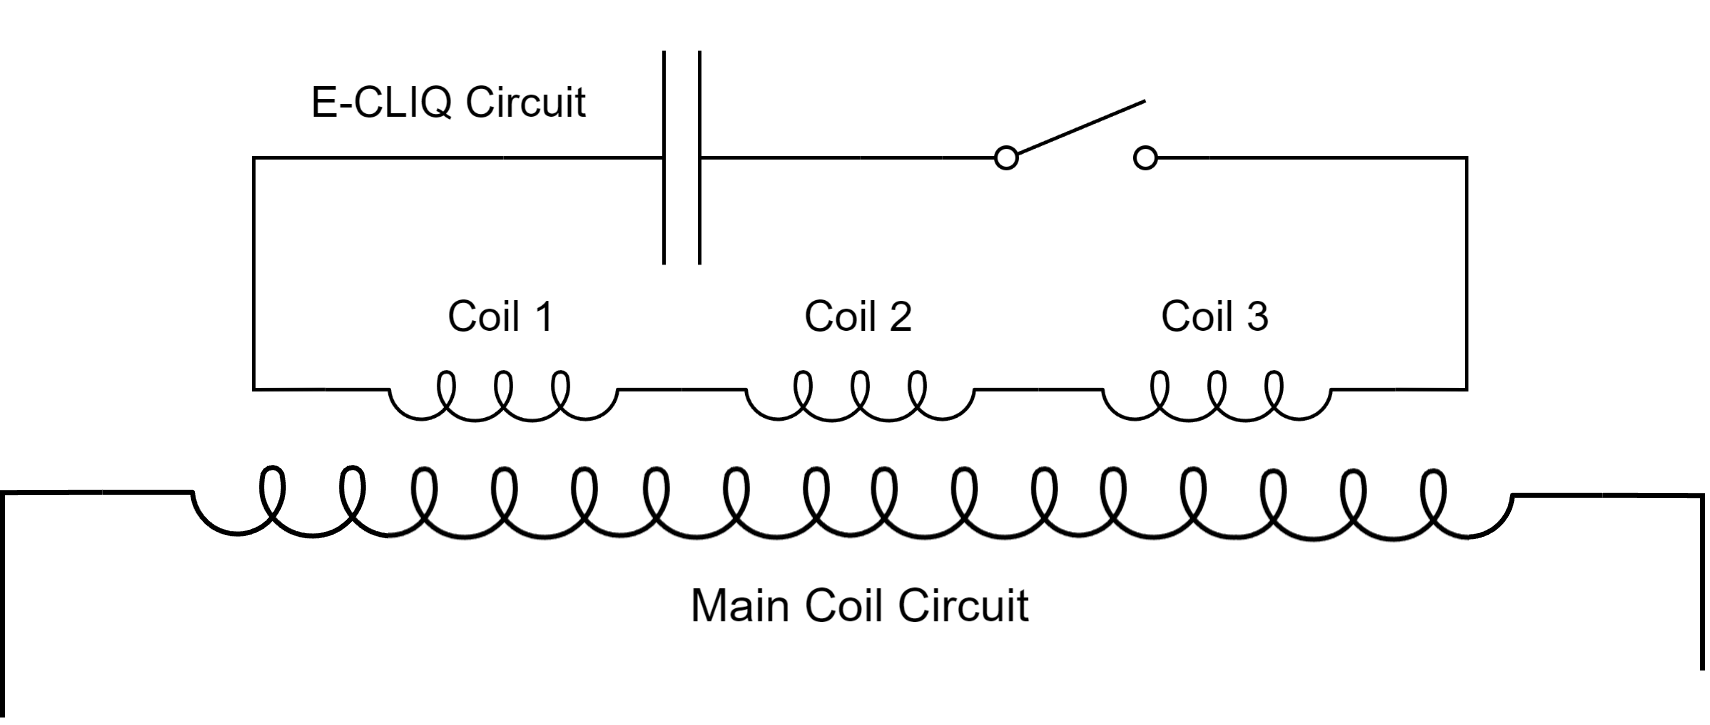 E-CLIQ Circuit
Coil 1
Coil 2
Coil 3
Main Coil Circuit